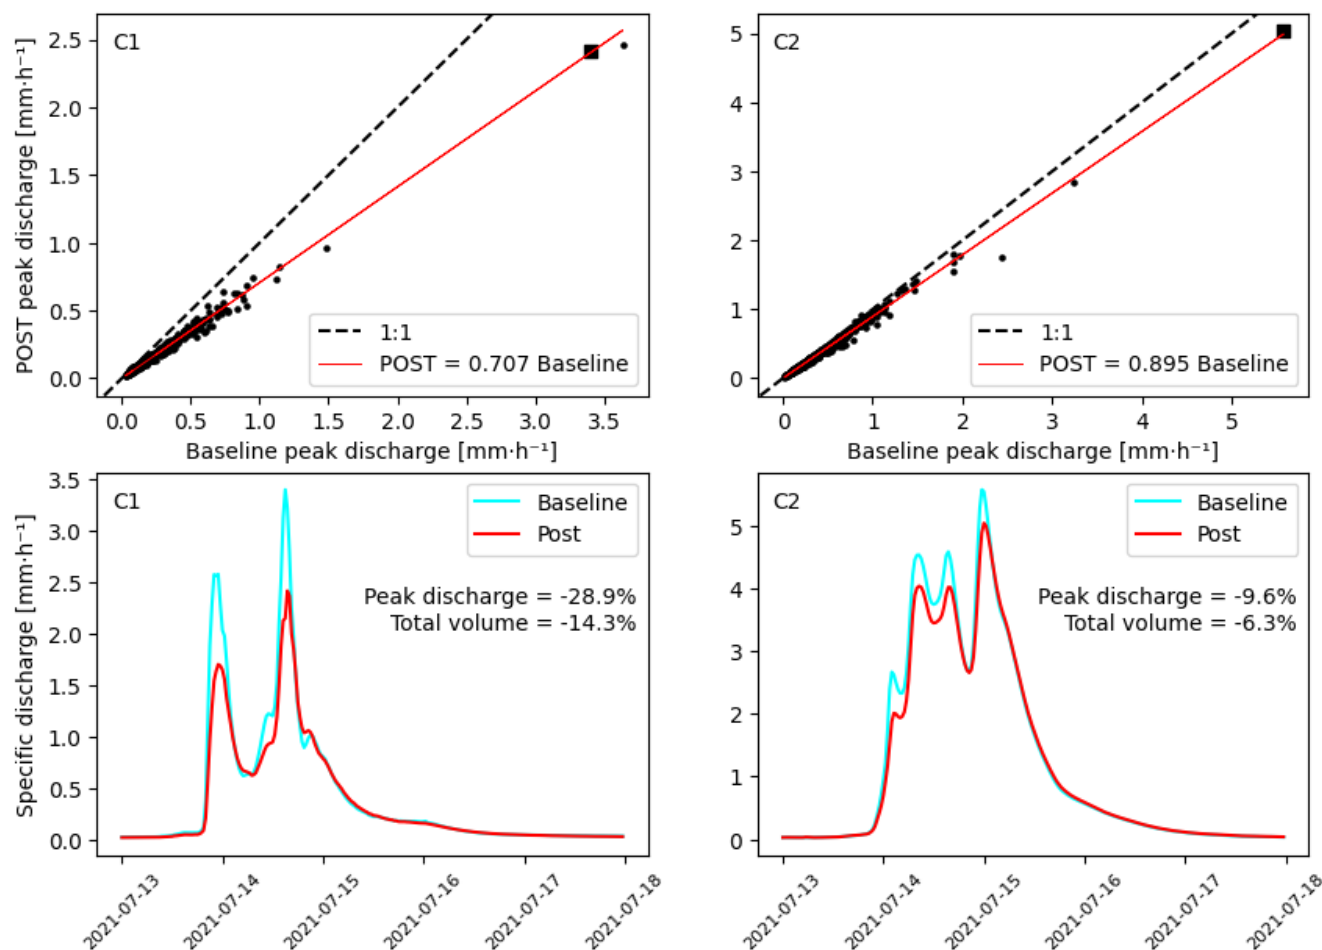 C1
POST peak discharge [mm·h⁻¹]
2.5
2.0
1.5
1.0
0.5
0.0
1:1
POST = 0.707 Baseline
0.0 0.5 1.0 1.5 2.0 2.5 3.0 3.5
Baseline peak discharge [mm·h⁻¹]
C2
5
4
3
2
1
0
1:1
POST = 0.895 Baseline
0 1 2 3 4 5
Baseline peak discharge [mm·h⁻¹]
C1
Specific discharge [mm·h⁻¹]
3.5
3.0
2.5
2.0
1.5
1.0
0.5
0.0
Baseline
Post
Peak discharge = -28.9%
Total volume = -14.3%
2021-07-13 2021-07-14 2021-07-15 2021-07-16 2021-07-17 2021-07-18
C2
5
4
3
2
1
0
Baseline
Post
Peak discharge = -9.6%
Total volume = -6.3%
2021-07-13 2021-07-14 2021-07-15 2021-07-16 2021-07-17 2021-07-18